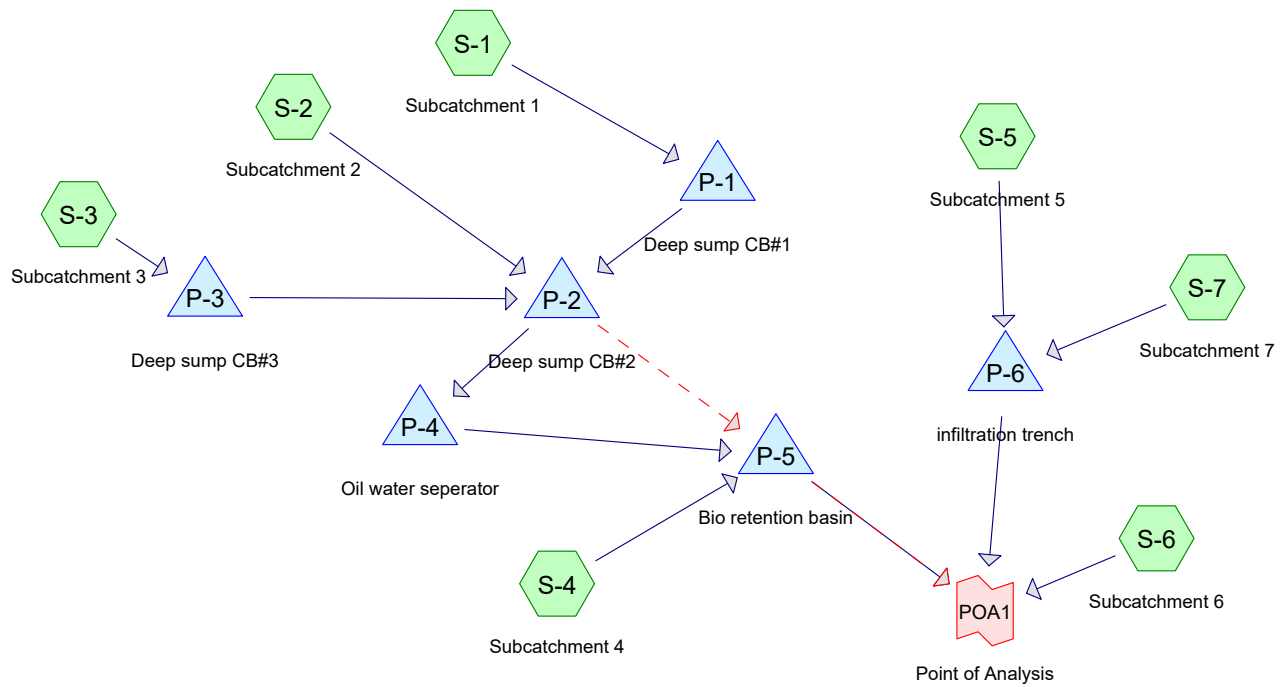 S-1
Subcatchment 1
S-2
Subcatchment 2
S-5
Subcatchment 5
P-1
Deep sump CB#1
S-3
Subcatchment 3
P-3
Deep sump CB#3
P-2
Deep sump CB#2
S-7
Subcatchment 7
P-6
infiltration trench
P-4
Oil water seperator
P-5
Bio retention basin
S-4
Subcatchment 4
S-6
Subcatchment 6
POA1
Point of Analysis